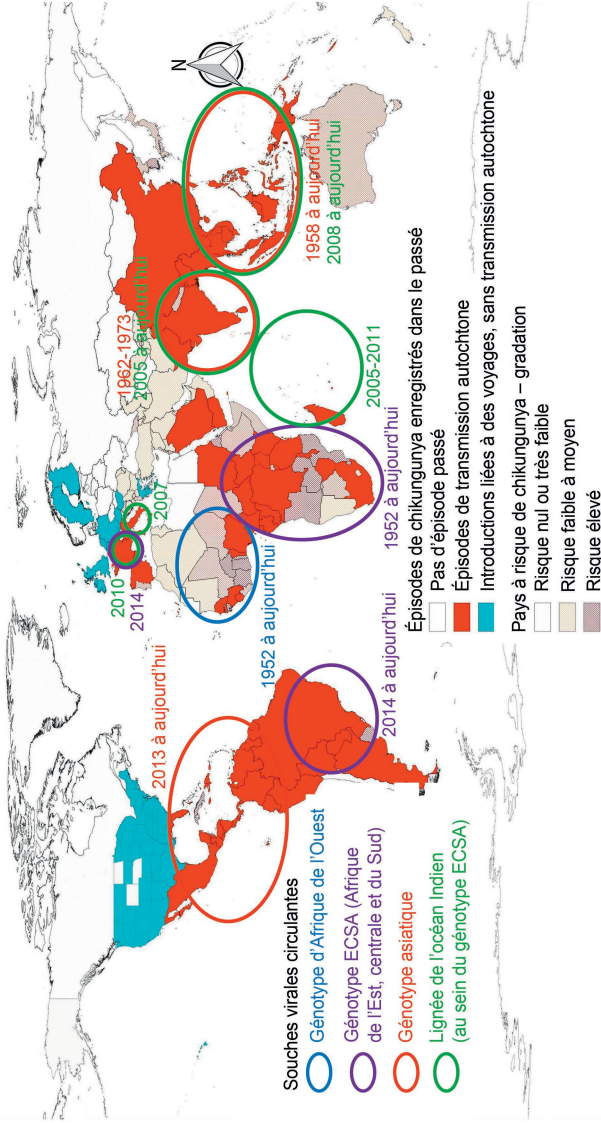 N
2013 à aujourd'hui
2010
2014
2007
1962-1973
2005 à aujourd'hui
1958 à aujourd'hui
2008 à aujourd'hui
1952 à aujourd'hui
2005-2011
1952 à aujourd'hui
2014 à aujourd'hui
Souches virales circulantes
Génotype d'Afrique de l'Ouest
Génotype ECSA (Afrique
de l'Est, centrale et du Sud)
Génotype asiatique
Lignée de l'océan Indien
(au sein du génotype ECSA)
Épisodes de chikungunya enregistrés dans le passé
Pas d'épisode passé
Épisodes de transmission autochtone
Introductions liées à des voyages, sans transmission autochtone
Pays à risque de chikungunya – gradation
Risque nul ou très faible
Risque faible à moyen
Risque élevé